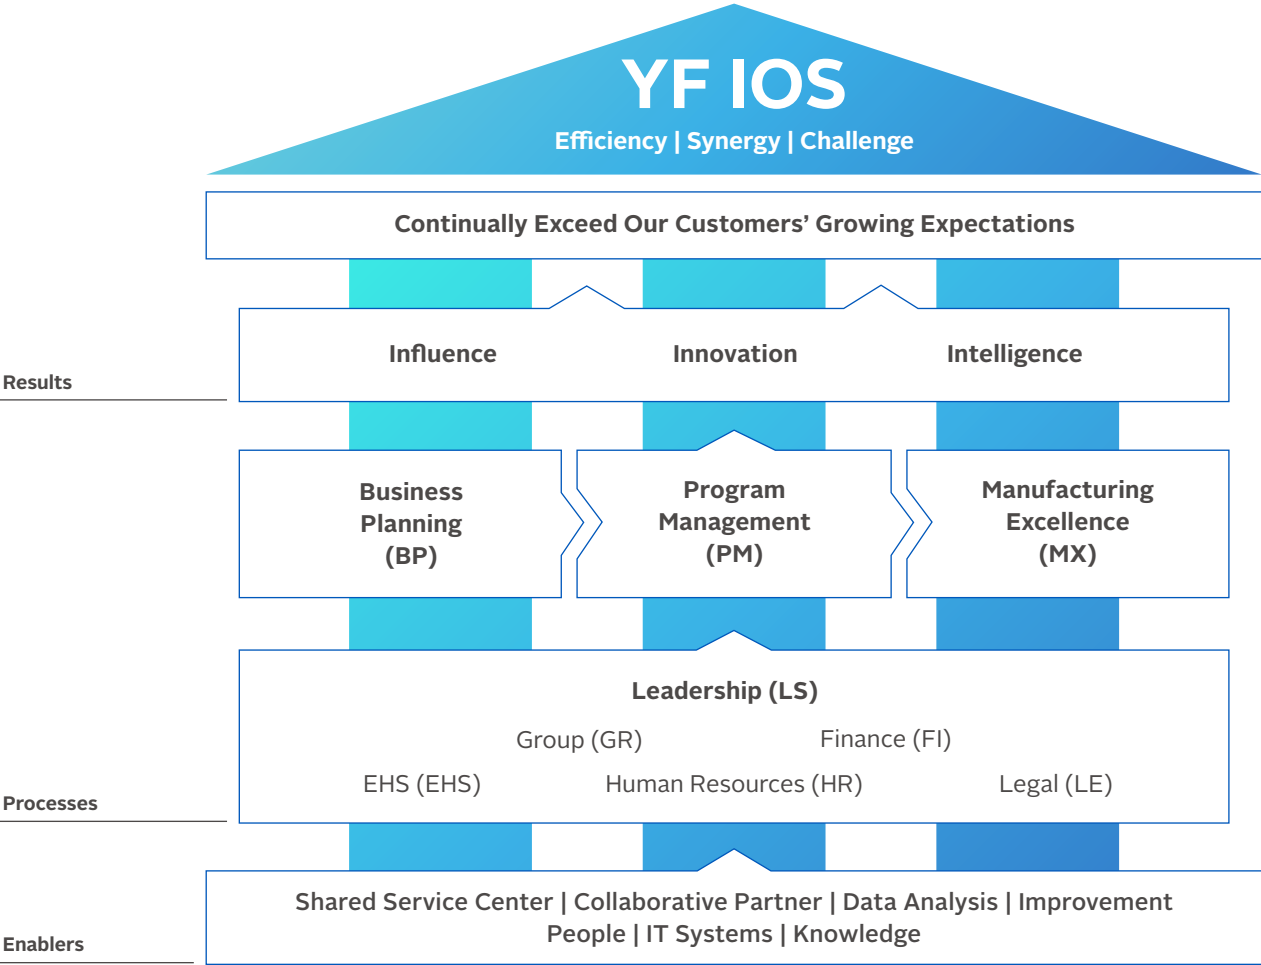 YF IOS
Efficiency | Synergy | Challenge
Continually Exceed Our Customers’ Growing Expectations
Influence
Innovation
Intelligence
Results
Business
Planning
(BP)
Program
Management
(PM)
Manufacturing
Excellence
(MX)
Leadership (LS)
Group (GR)
Finance (FI)
EHS (EHS)
Human Resources (HR)
Legal (LE)
Processes
Shared Service Center | Collaborative Partner | Data Analysis | Improvement
People | IT Systems | Knowledge
Enablers